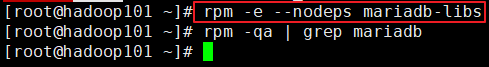 [root@hadoop101 ~]# rpm -e --nodeps mariadb-libs
[root@hadoop101 ~]# rpm -qa | grep mariadb
[root@hadoop101 ~]#